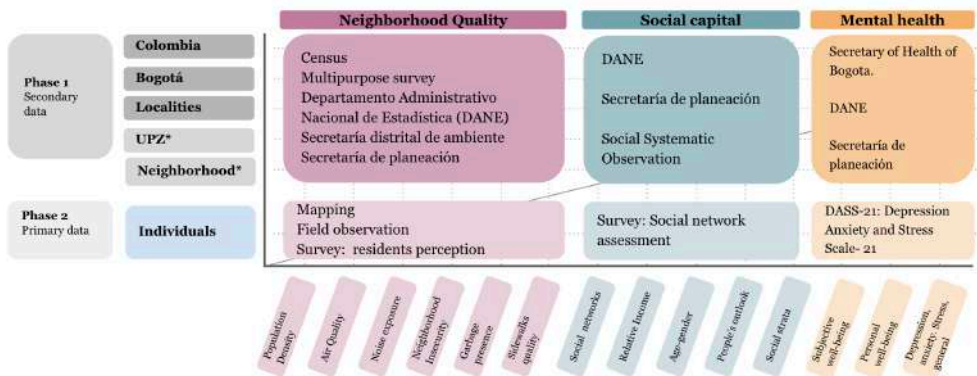 Neighborhood Quality
Social capital
Mental health
Phase 1
Secondary data
Colombia
Bogotá
Localities
UPZ*
Neighborhood*
Census
Multipurpose survey
Departamento Administrativo
Nacional de Estadística (DANE)
Secretaría distrital de ambiente
Secretaría de planeación
DANE
Secretaría de planeación
Social Systematic
Observation
Secretary of Health of
Bogota.
DANE
Secretaría de
planeación
Phase 2
Primary data
Individuals
Mapping
Field observation
Survey: residents perception
Survey: Social network
assessment
DASS-21: Depression
Anxiety and Stress
Scale- 21
Population
Density
Air Quality
Noise exposure
Neighborhood
Insecurity
Garbage
presence
Sidewalks
quality
Social networks
Relative Income
Age-gender
People's outlook
Social strata
Subjective
well-being
Personal
well-being
Depression,
anxiety. Stress,
general